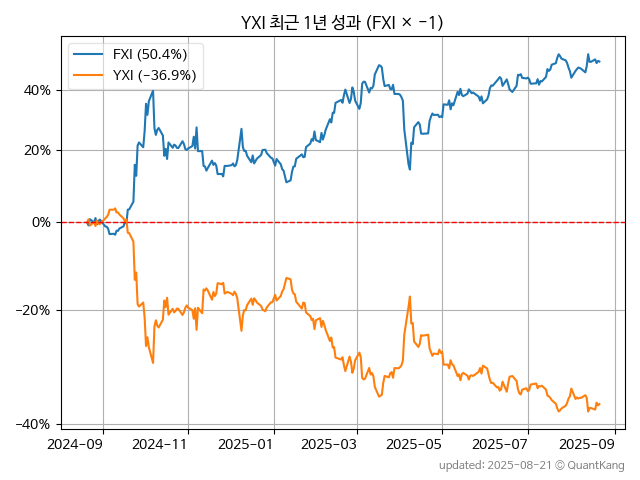 YXI 최근 1년 성과 (FXI × -1)
FXI (50.4%)
YXI (-36.9%)
40%
20%
0%
-20%
-40%
2024-09 2024-11 2025-01 2025-03 2025-05 2025-07 2025-09
updated: 2025-08-21 © QuantKang